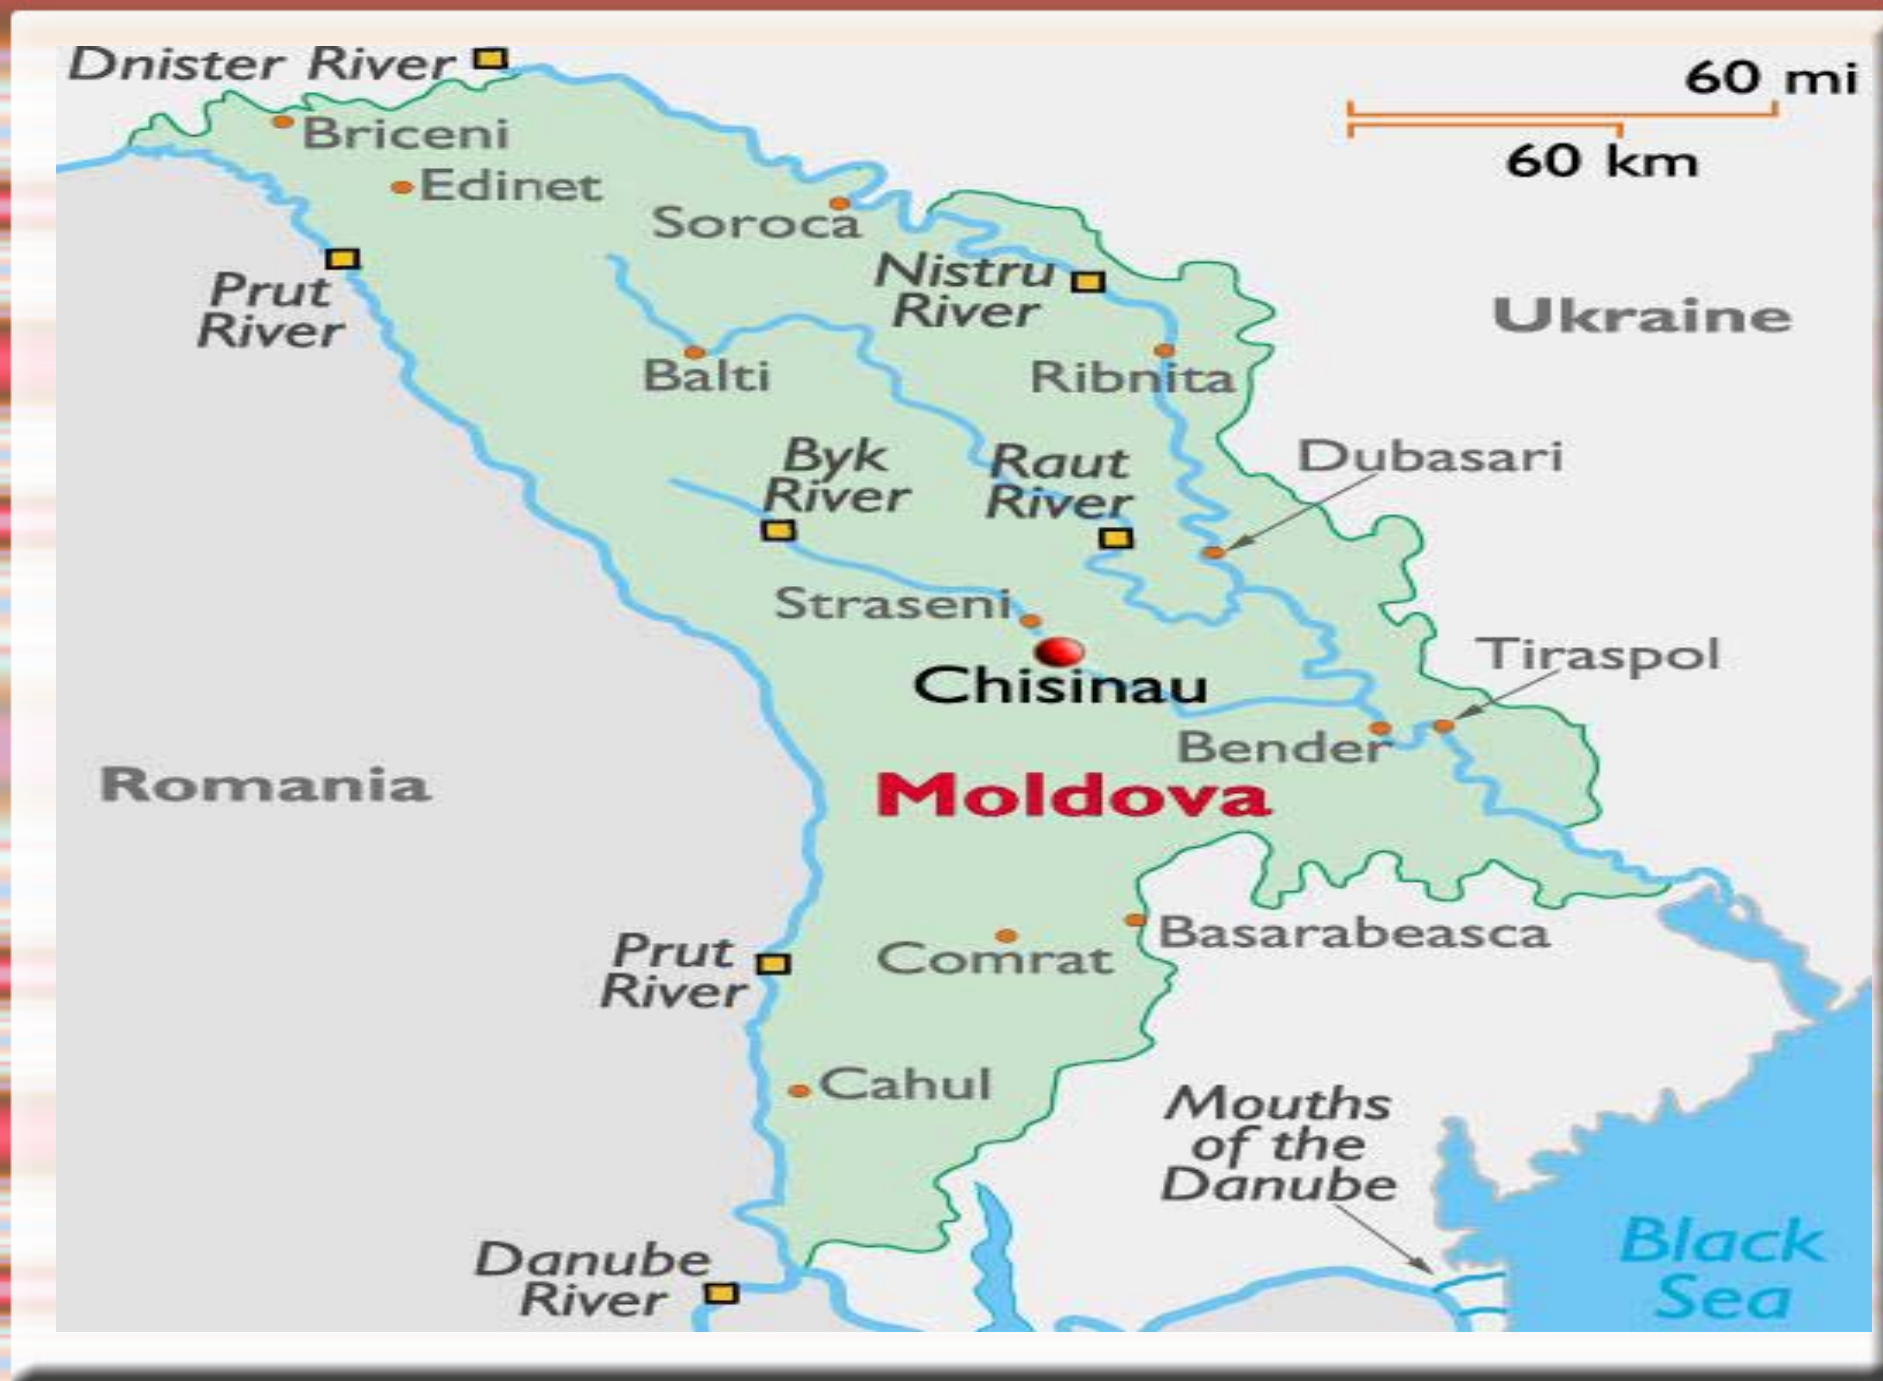 Dnister River
60 mi
60 km
Briceni
Edinet
Soroca
Prut
River
Nistru
River
Ukraine
Balti
Ribnita
Byk
River
Raut
River
Dubasari
Straseni
Chisinau
Tiraspol
Bender
Romania
Moldova
Prut
River
Comrat
Basarabeasca
Cahul
Mouths
of the
Danube
Danube
River
Black
Sea